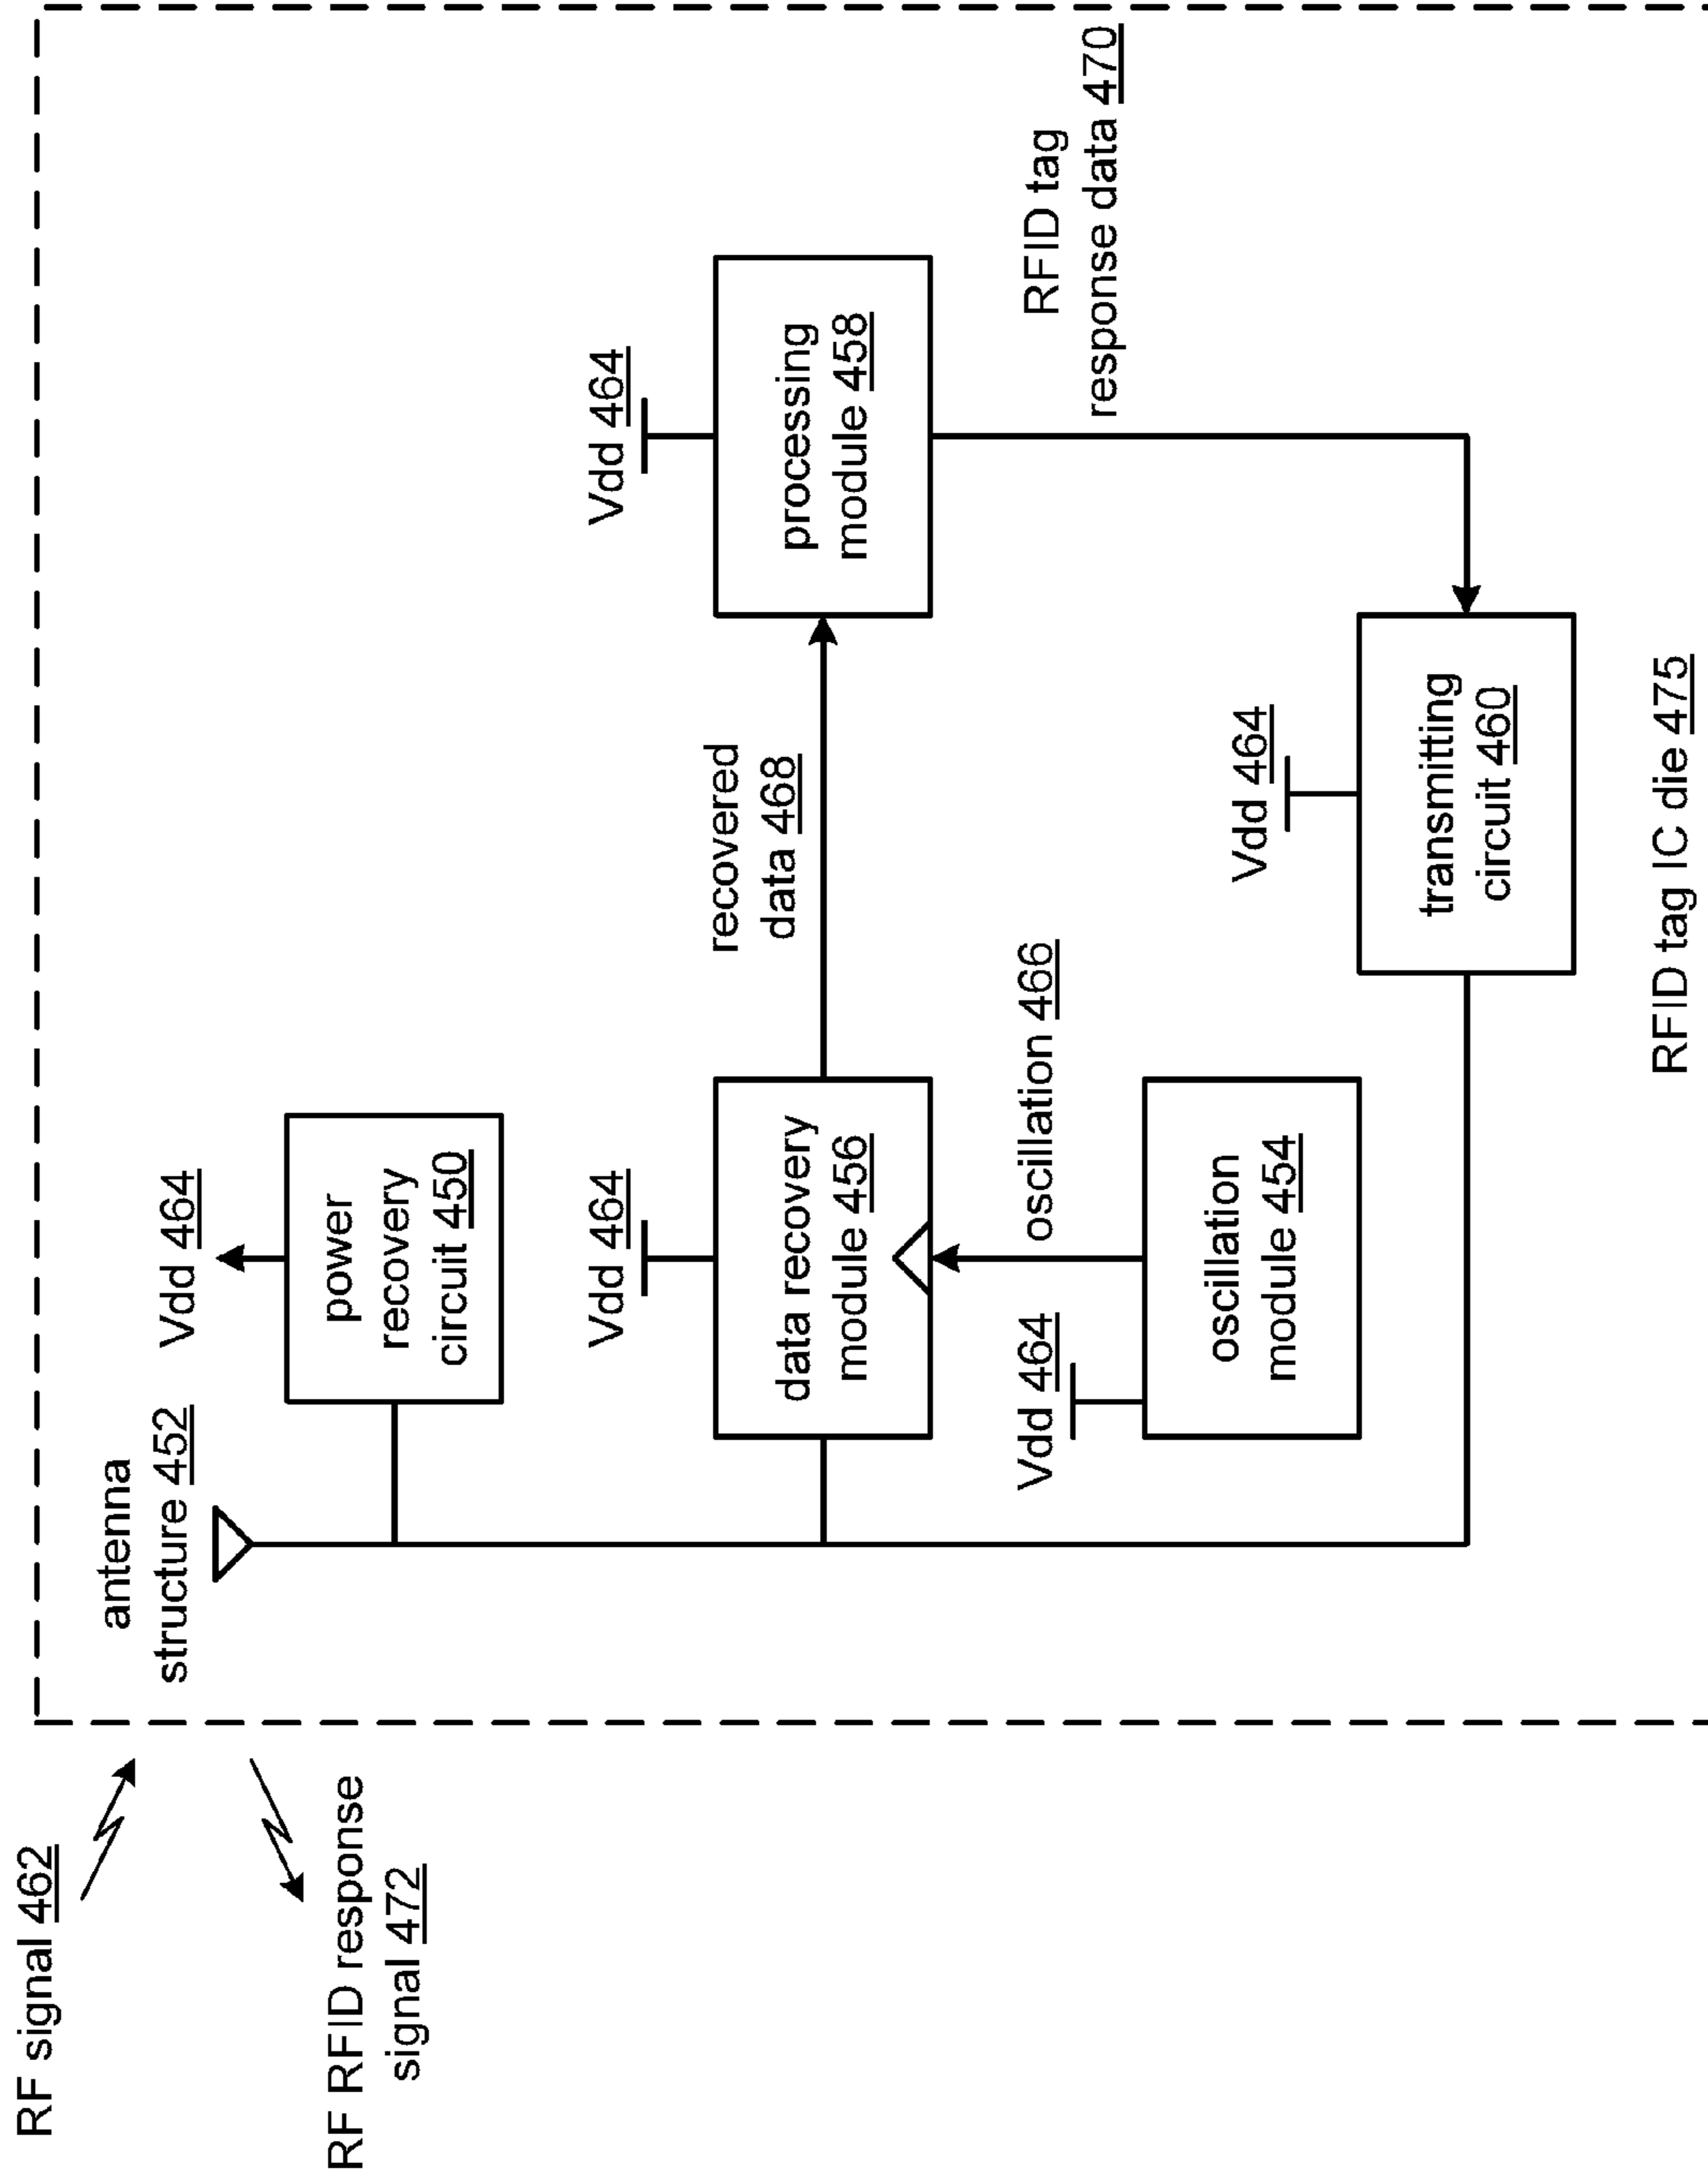 RF signal 462
RF RFID response
signal 472
antenna
structure 452
Vdd 464
power
recovery
circuit 450
Vdd 464
data recovery
module 456
recovered
data 468
Vdd 464
processing
module 458
Vdd 464
oscillation 466
oscillation
module 454
RFID tag
response data 470
Vdd 464
transmitting
circuit 460
RFID tag IC die 475